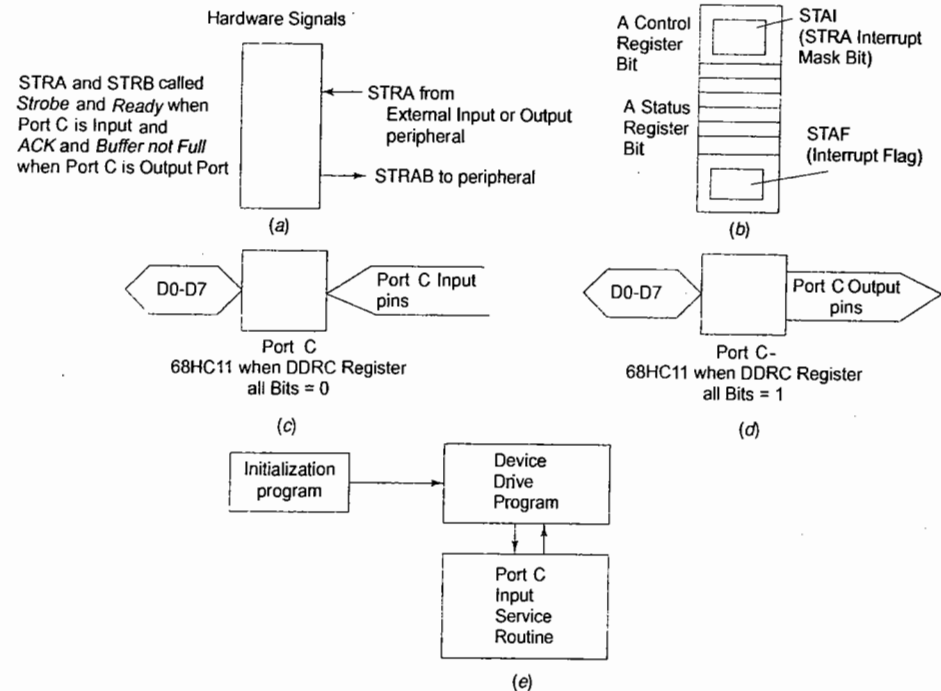 Hardware Signals
STRA and STRB called
Strobe and Ready when
Port C is Input and
ACK and Buffer not Full
when Port C is Output Port
STRA from
External Input or Output
peripheral
STRAB to peripheral
(a)
A Control
Register
Bit
A Status
Register
Bit
STAI
(STRA Interrupt
Mask Bit)
STAF
(Interrupt Flag)
(b)
D0-D7
Port C Input
pins
Port C
68HC11 when DDRC Register
all Bits = 0
(c)
D0-D7
Port C Output
pins
Port C-
68HC11 when DDRC Register
all Bits = 1
(d)
Initialization
program
Device
Drive
Program
Port C
Input
Service
Routine
(e)